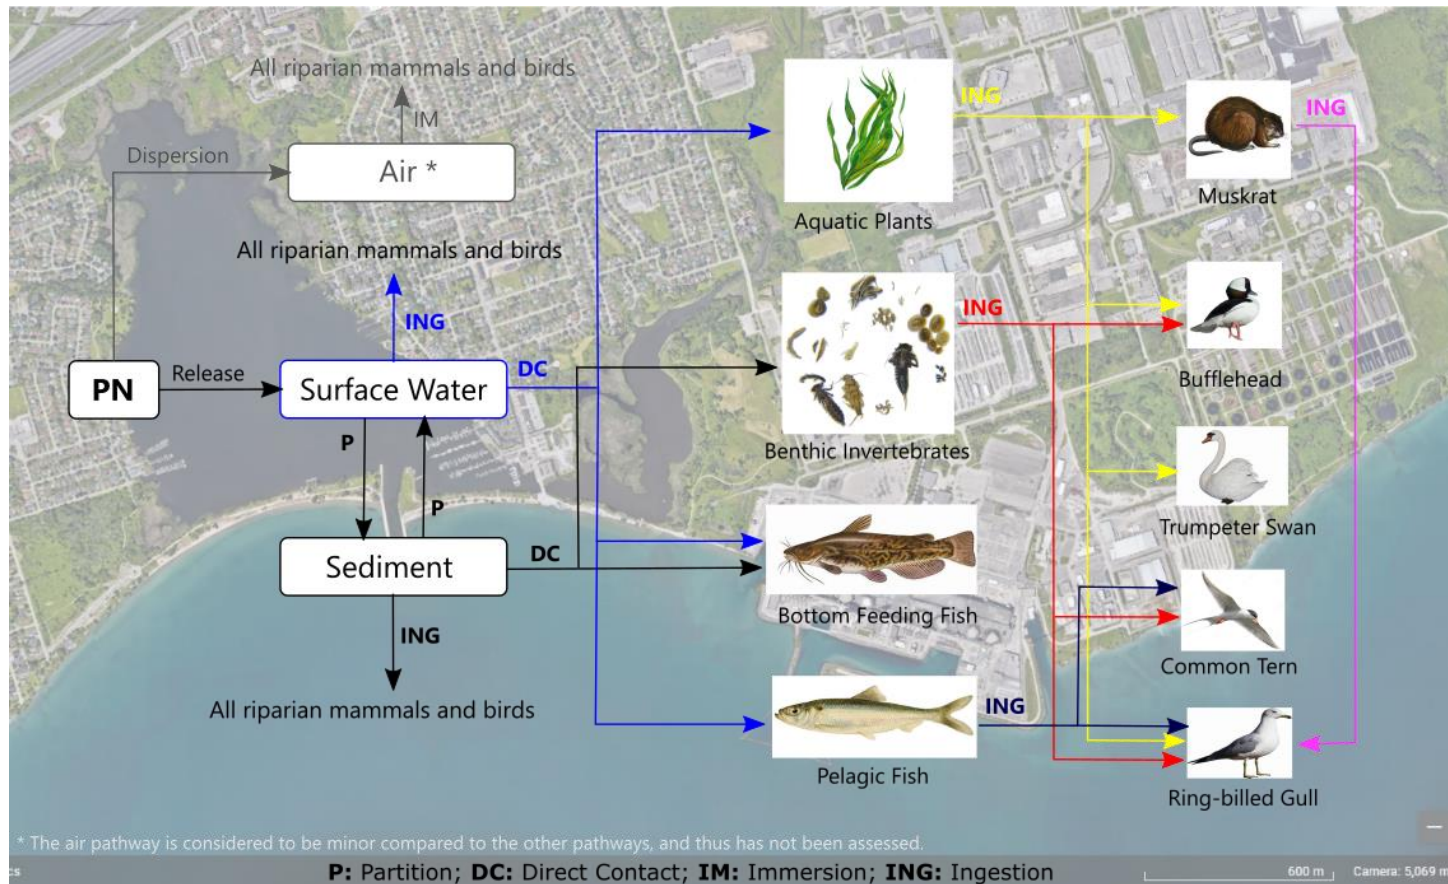 All riparian mammals and birds
IM
Dispersion
Air *
All riparian mammals and birds
ING
PN
Release
Surface Water
DC
P
P
Sediment
DC
ING
All riparian mammals and birds
Aquatic Plants
ING
Benthic Invertebrates
ING
Bottom Feeding Fish
Pelagic Fish
ING
Muskrat
ING
Bufflehead
Trumpeter Swan
Common Tern
Ring-billed Gull
* The air pathway is considered to be minor compared to the other pathways, and thus has not been assessed.
P: Partition; DC: Direct Contact; IM: Immersion; ING: Ingestion
600 m
Camera: 5,069 m